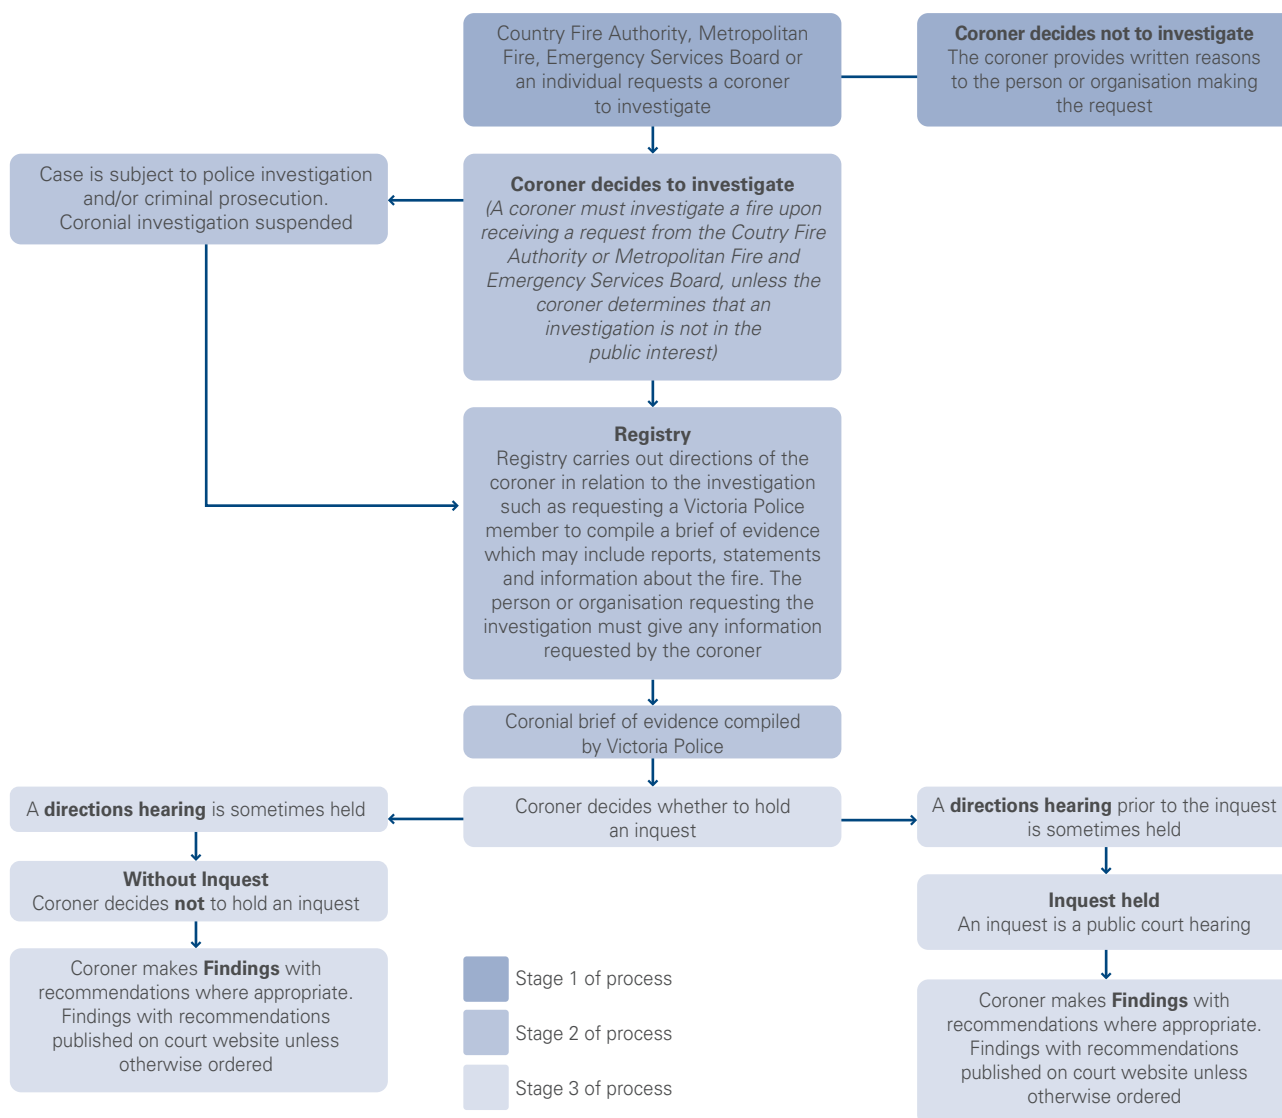 Country Fire Authority, Metropolitan
Fire, Emergency Services Board or
an individual requests a coroner
to investigate
Coroner decides not to investigate
The coroner provides written reasons
to the person or organisation making
the request
Case is subject to police investigation
and/or criminal prosecution.
Coronial investigation suspended
Coroner decides to investigate
(A coroner must investigate a fire upon
receiving a request from the Coutry Fire
Authority or Metropolitan Fire and
Emergency Services Board, unless the
coroner determines that an
investigation is not in the
public interest)
Registry
Registry carries out directions of the
coroner in relation to the investigation
such as requesting a Victoria Police
member to compile a brief of evidence
which may include reports, statements
and information about the fire. The
person or organisation requesting the
investigation must give any information
requested by the coroner
Coronial brief of evidence compiled
by Victoria Police
Coroner decides whether to hold
an inquest
A directions hearing is sometimes held
Without Inquest
Coroner decides not to hold an inquest
Coroner makes Findings with
recommendations where appropriate.
Findings with recommendations
published on court website unless
otherwise ordered
A directions hearing prior to the inquest
is sometimes held
Inquest held
An inquest is a public court hearing
Coroner makes Findings with
recommendations where appropriate.
Findings with recommendations
published on court website unless
otherwise ordered
Stage 1 of process
Stage 2 of process
Stage 3 of process